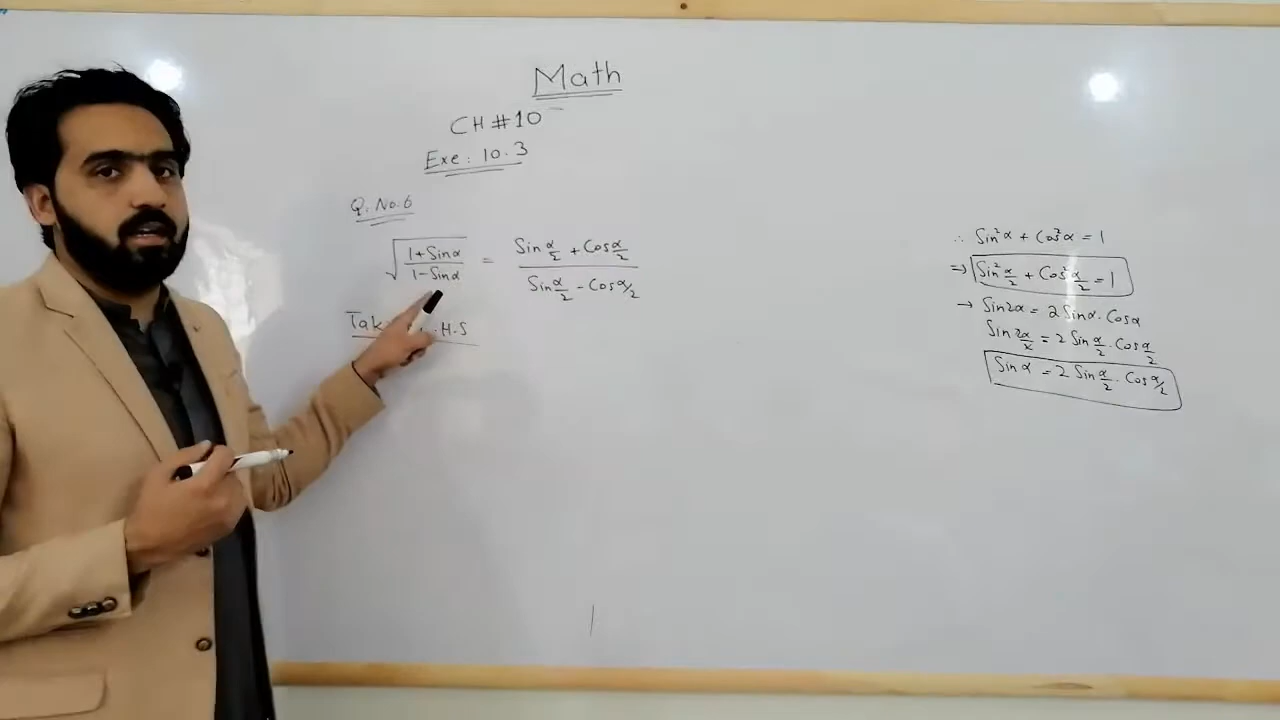 Math
CH#10
Exe: 10.3
Q. No. 6
√((1+Sinα)/(1-Sinα)) = (Sin α/2 + Cos α/2)/(Sin α/2 - Cos α/2)
H.S
∴ Sin²α + Cos²α = 1
=> Sin² α/2 + Cos² α/2 = 1
→ Sin2α = 2 Sinα. Cosα
Sin 2α/2 = 2 Sin α/2 . Cos α/2
Sin α = 2 Sin α/2 . Cos α/2